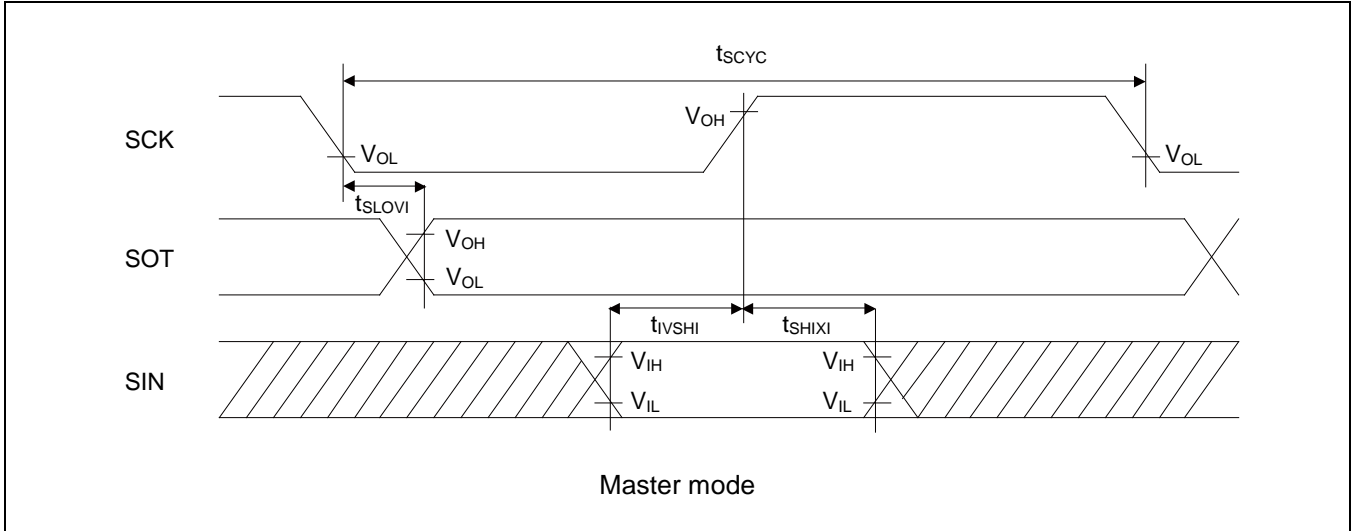 tSCYC
SCK
VOH
VOL
VOL
tSLOVI
SOT
VOH
VOL
tIVSHI
tSHIXI
SIN
VIH
VIH
VIL
VIL
Master mode